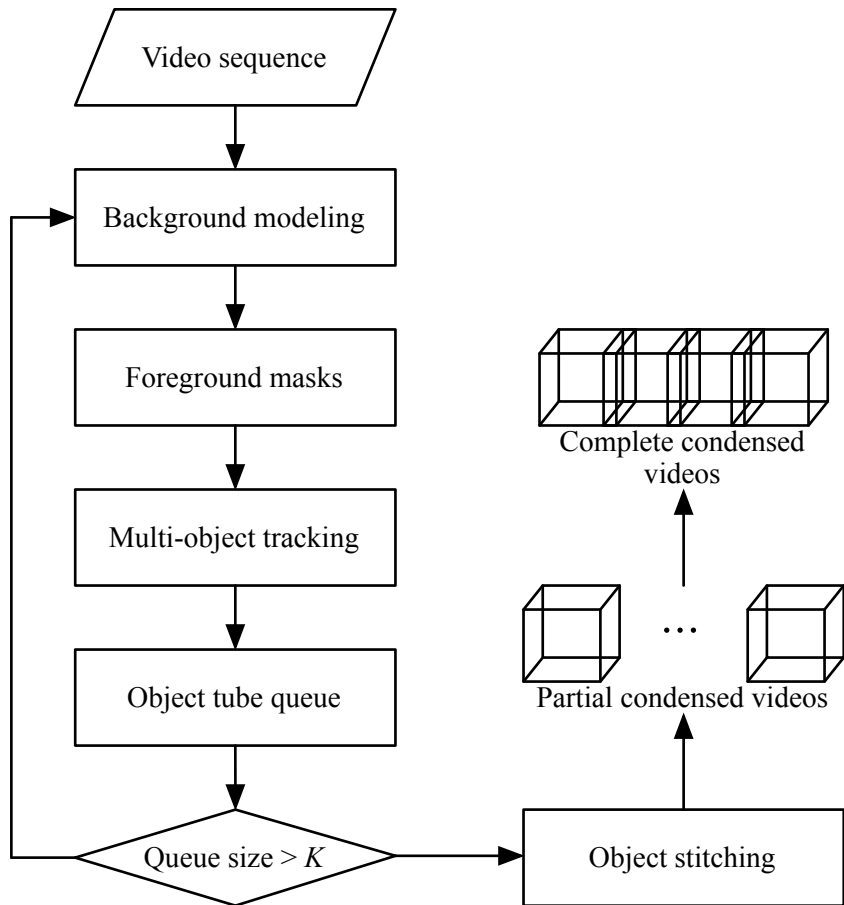 Video sequence
Background modeling
Foreground masks
Multi-object tracking
Object tube queue
Queue size > K
Object stitching
Partial condensed videos
...
Complete condensed
videos